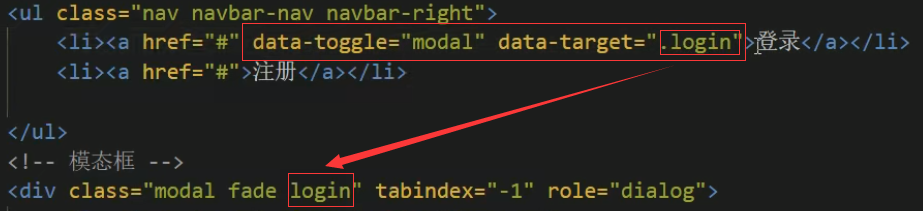 <ul class="nav navbar-nav navbar-right">
<li><a href="#" data-toggle="modal" data-target=".login">登录</a></li>
<li><a href="#">注册</a></li>
</ul>
<!-- 模态框 -->
<div class="modal fade login" tabindex="-1" role="dialog">